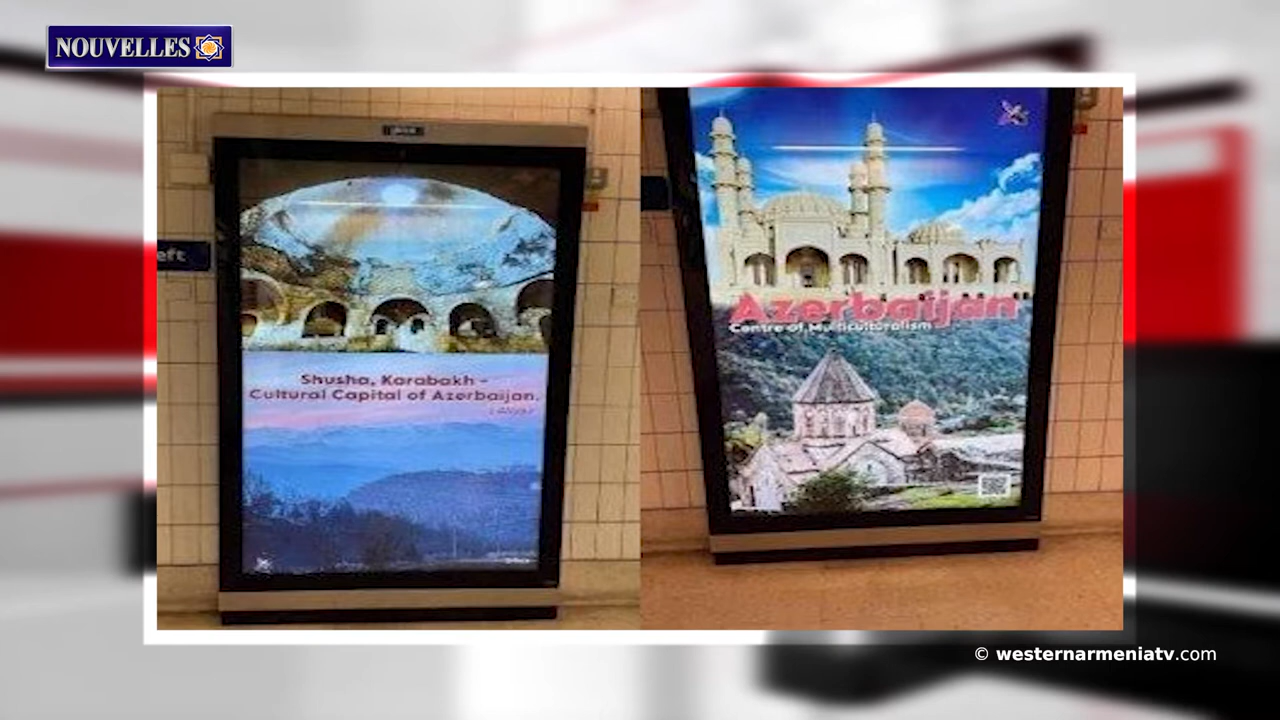 NOUVELLES
eft
Shusha, Karabakh -
Cultural Capital of Azerbaijan.
Azerbaijan
Centre of Multiculturalism
© westernarmeniatv.com